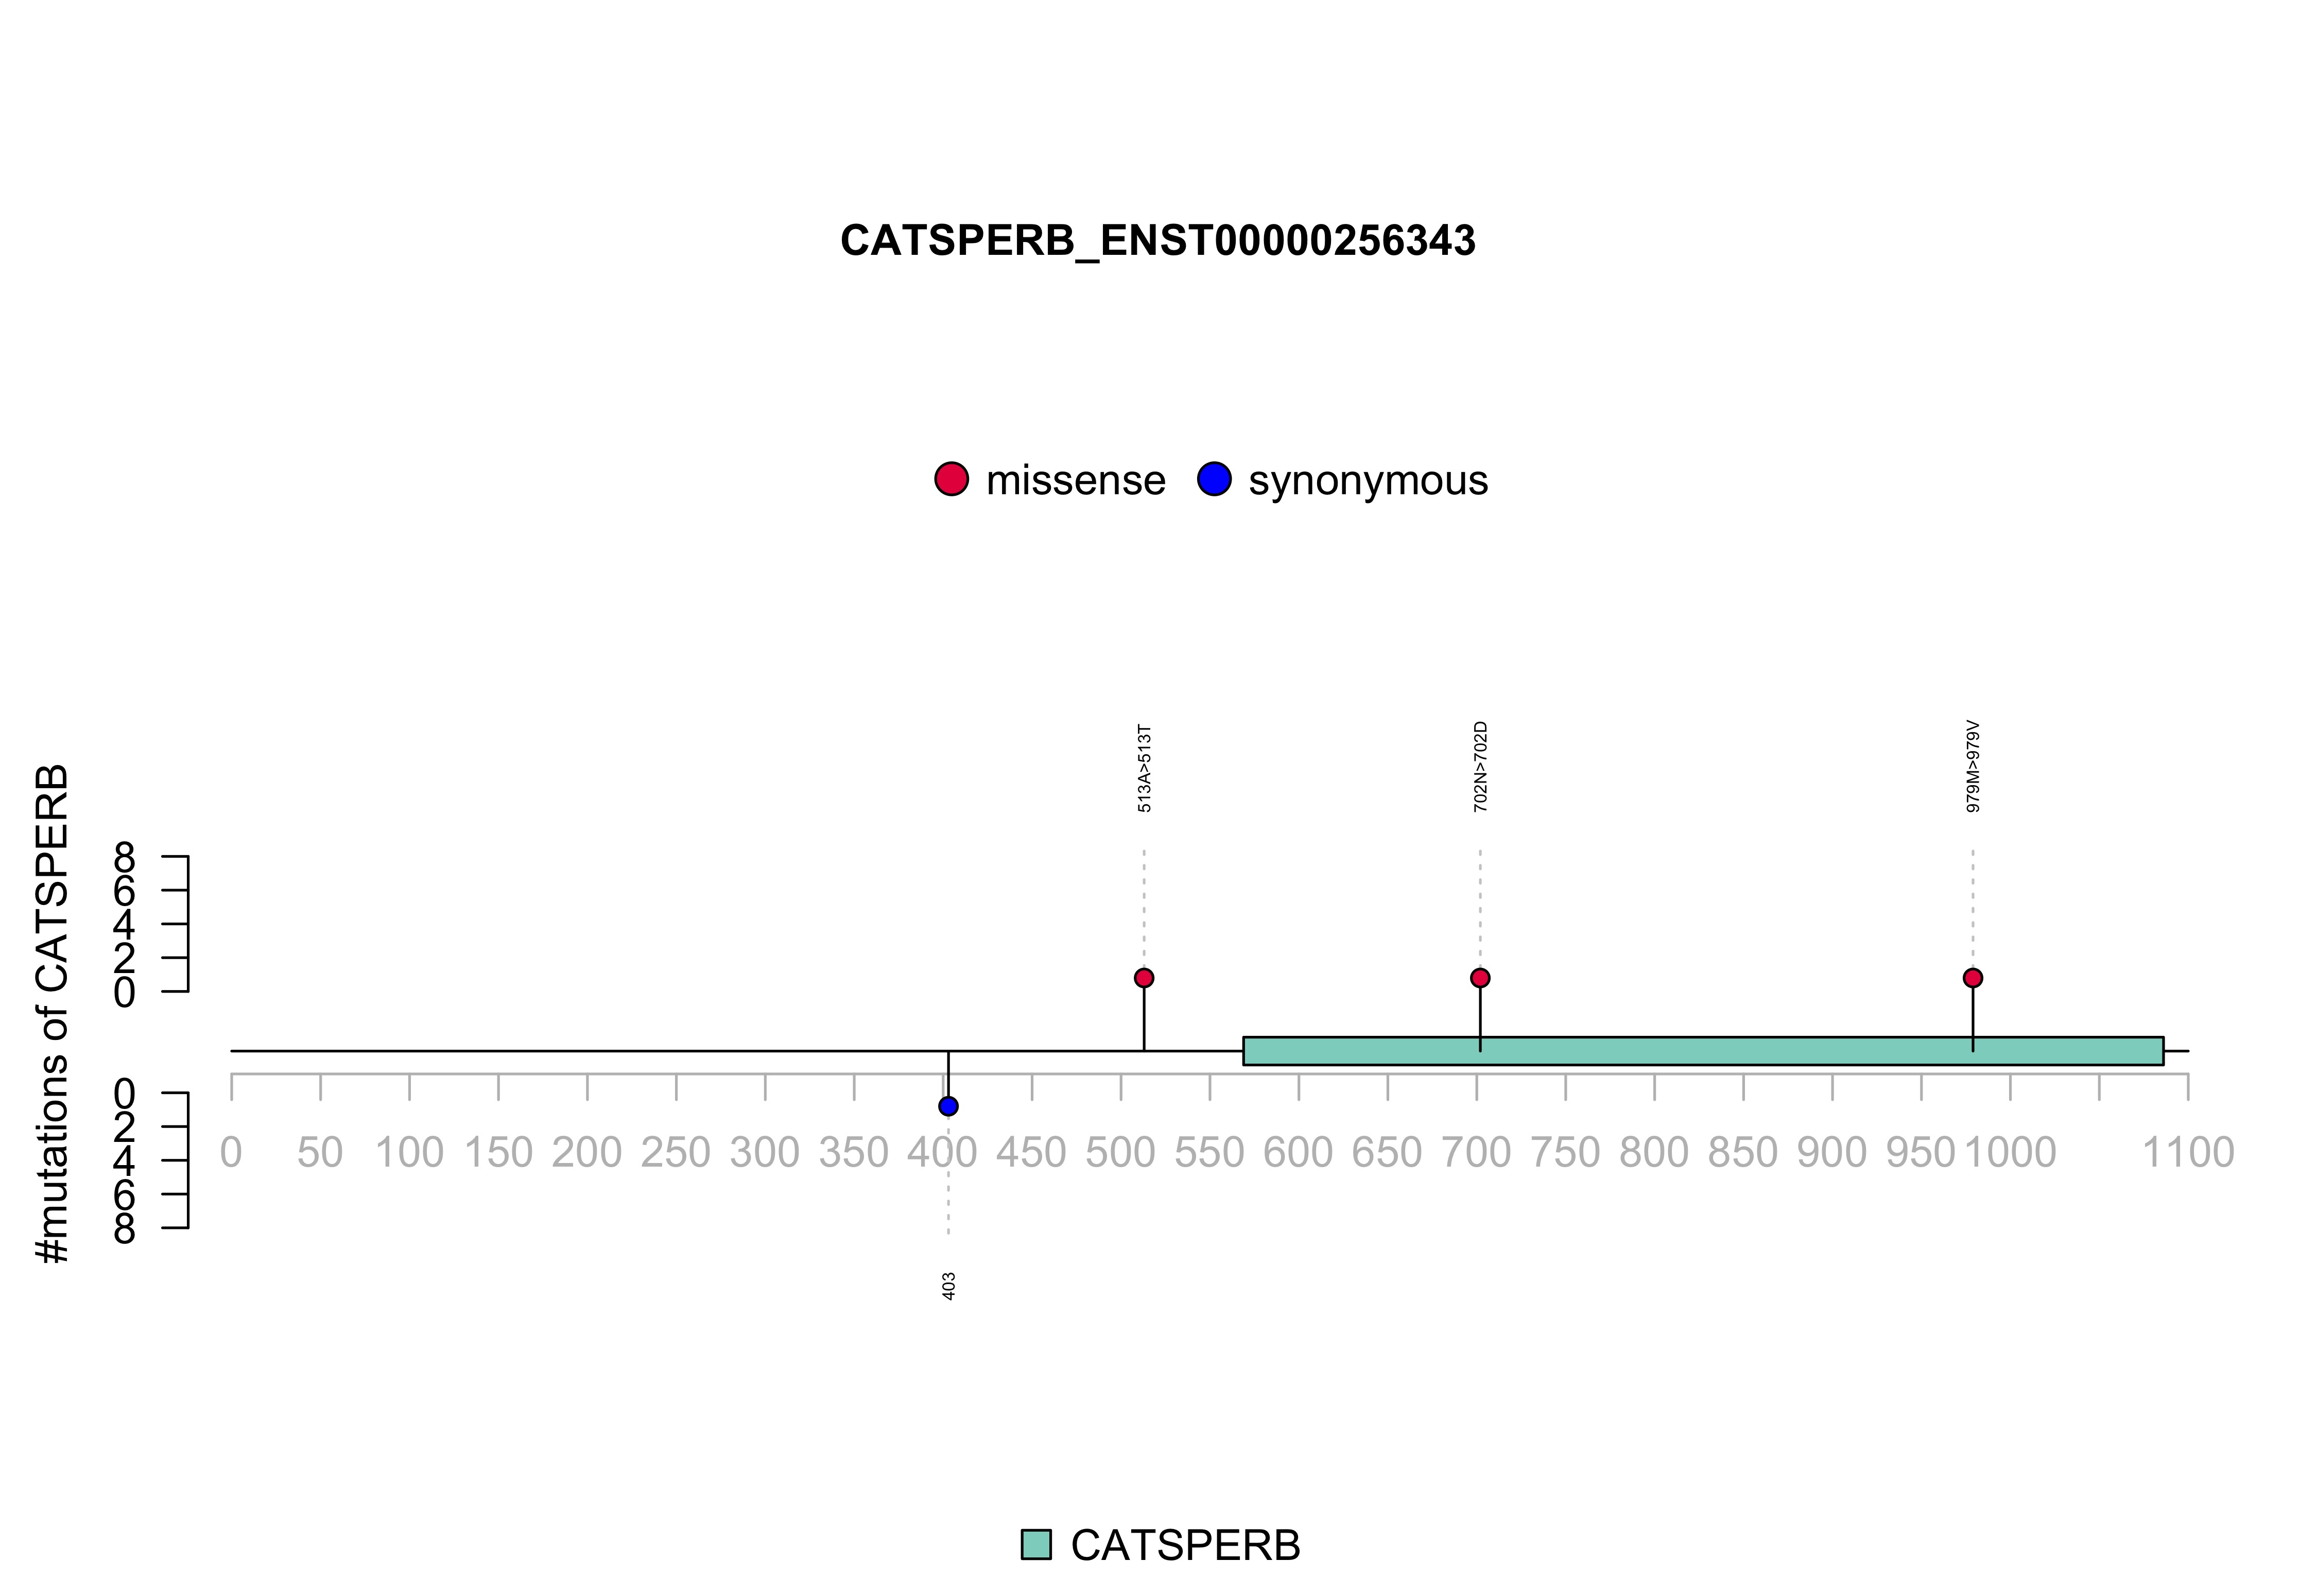 CATSPERB_ENST00000256343
missense synonymous
513A>513T 702N>702D 979M>979V
#mutations of CATSPERB
8
6
4
2
0
0
2
4
6
8
0 50 100 150 200 250 300 350 400 450 500 550 600 650 700 750 800 850 900 950 1000 1100
403
CATSPERB